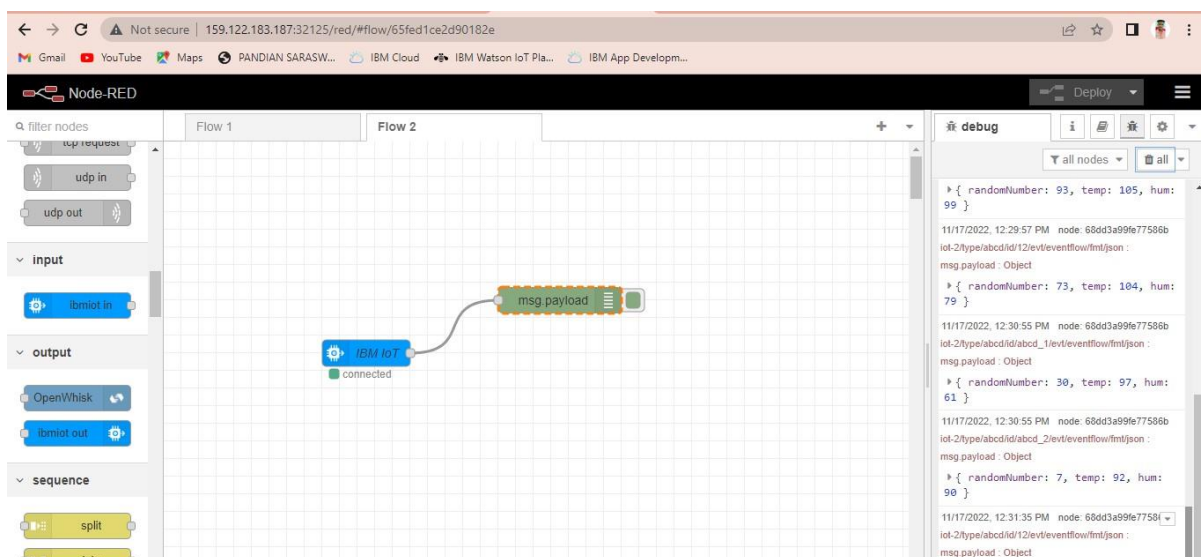 Not secure | 159.122.183.187:32125/red/#flow/65fed1ce2d90182e
Gmail YouTube Maps PANDIAN SARASW... IBM Cloud IBM Watson IoT Pla... IBM App Developm...
Node-RED
Deploy
filter nodes
tcp request
udp in
udp out
input
ibmiot in
output
OpenWhisk
ibmiot out
sequence
split
Flow 1
Flow 2
msg.payload
IBM IoT
connected
debug
all nodes
all
{ randomNumber: 93, temp: 105, hum:
99 }
11/17/2022, 12:29:57 PM node: 68dd3a99fe77586b
iot-2/type/abcd/id/12/evt/eventflow/fmt/json :
msg.payload : Object
{ randomNumber: 73, temp: 104, hum:
79 }
11/17/2022, 12:30:55 PM node: 68dd3a99fe77586b
iot-2/type/abcd/id/abcd_1/evt/eventflow/fmt/json :
msg.payload : Object
{ randomNumber: 30, temp: 97, hum:
61 }
11/17/2022, 12:30:55 PM node: 68dd3a99fe77586b
iot-2/type/abcd/id/abcd_2/evt/eventflow/fmt/json :
msg.payload : Object
{ randomNumber: 7, temp: 92, hum:
90 }
11/17/2022, 12:31:35 PM node: 68dd3a99fe7758
iot-2/type/abcd/id/12/evt/eventflow/fmt/json :
msg.payload : Object